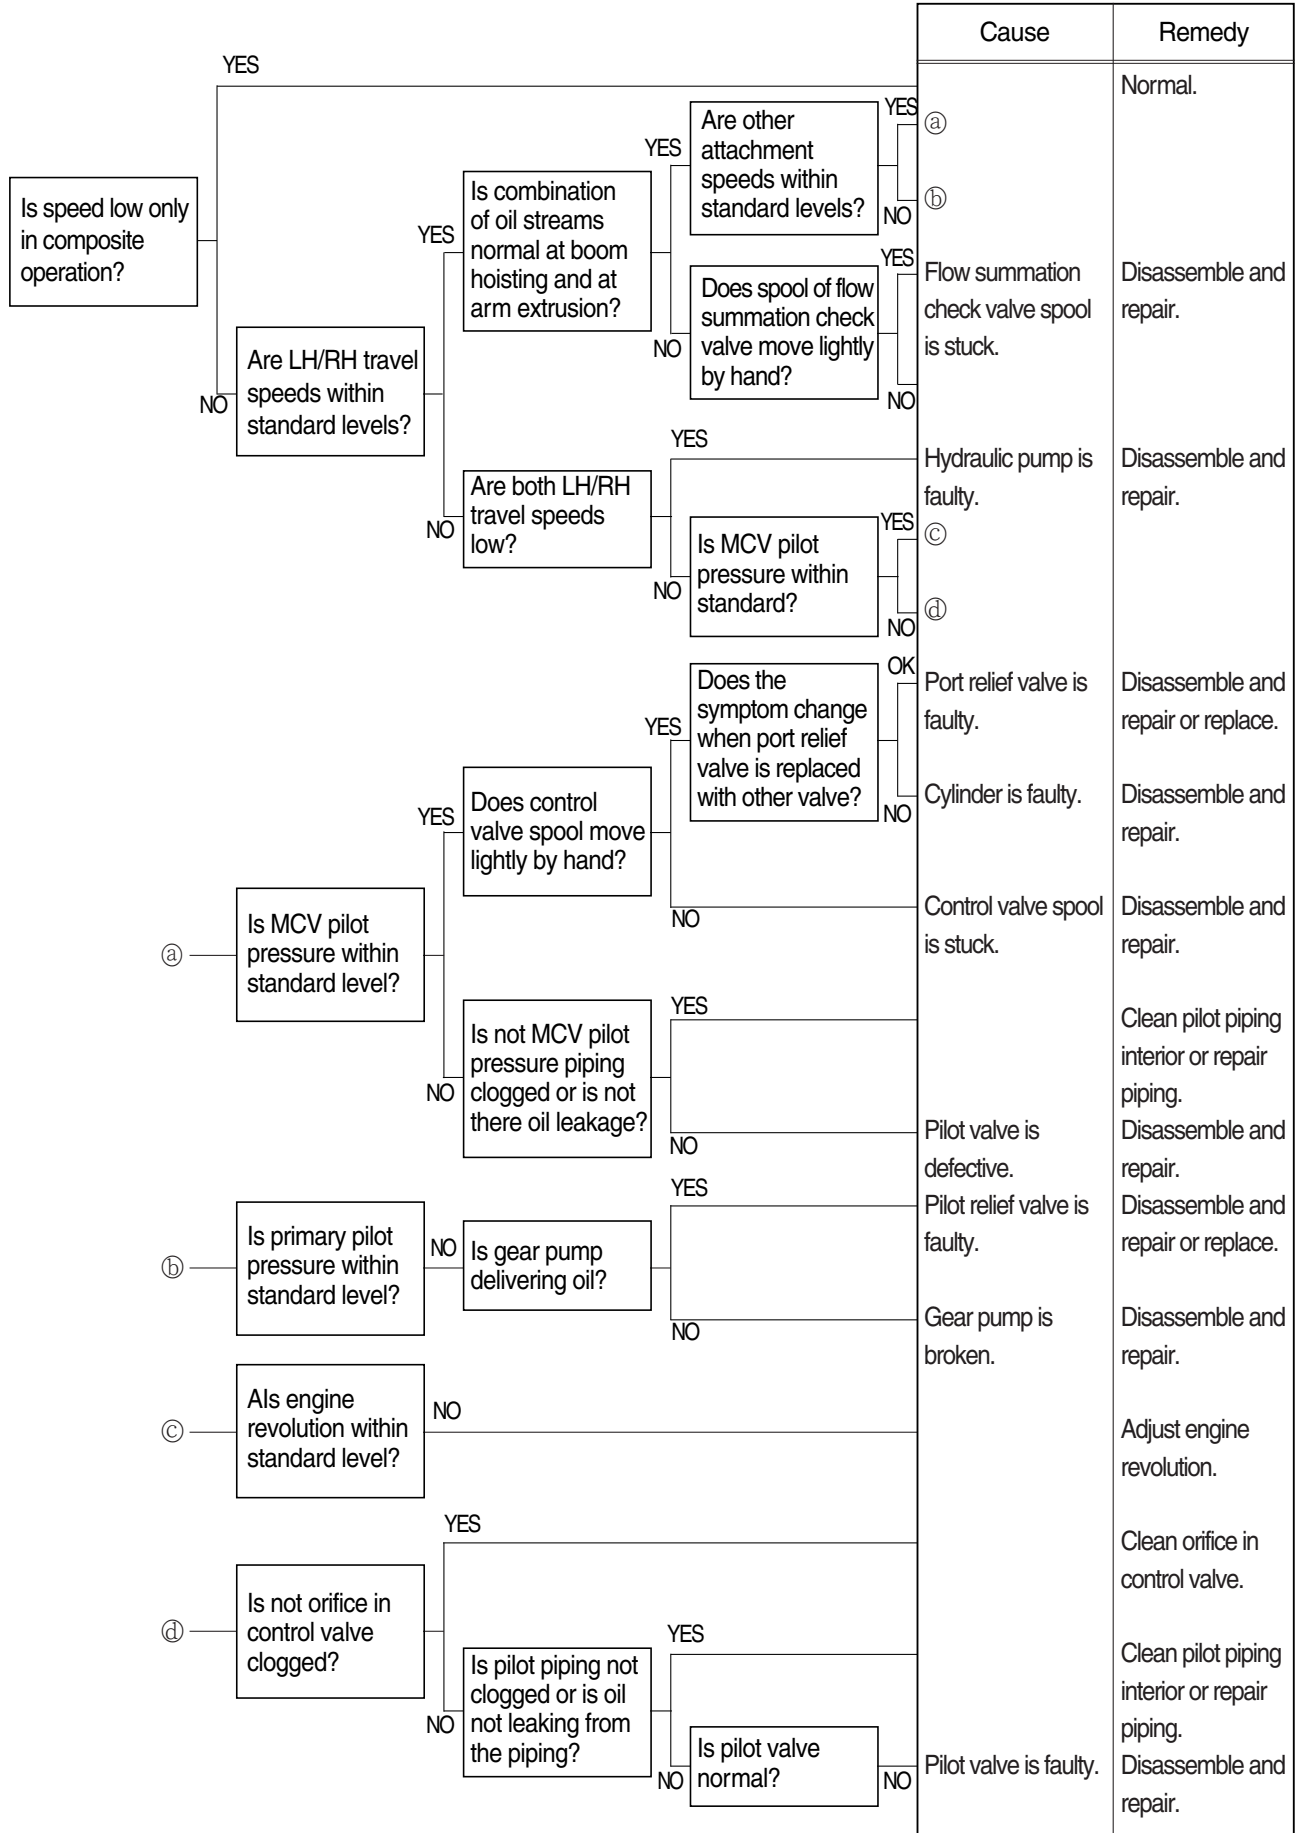 Cause Remedy
YES
Normal.
Is speed low only
in composite
operation?
NO
Are LH/RH travel
speeds within
standard levels?
YES
Is combination
of oil streams
normal at boom
hoisting and at
arm extrusion?
YES
Are other
attachment
speeds within
standard levels?
YES
ⓐ
NO
ⓑ
NO
Does spool of flow
summation check
valve move lightly
by hand?
YES
Flow summation
check valve spool
is stuck.
Disassemble and
repair.
NO
NO
Are both LH/RH
travel speeds
low?
YES
Hydraulic pump is
faulty.
Disassemble and
repair.
NO
Is MCV pilot
pressure within
standard?
YES
ⓒ
NO
ⓓ
ⓐ
Is MCV pilot
pressure within
standard level?
YES
Does control
valve spool move
lightly by hand?
YES
Does the
symptom change
when port relief
valve is replaced
with other valve?
OK
Port relief valve is
faulty.
Disassemble and
repair or replace.
NO
Cylinder is faulty.
Disassemble and
repair.
NO
Control valve spool
is stuck.
Disassemble and
repair.
NO
Is not MCV pilot
pressure piping
clogged or is not
there oil leakage?
YES
Clean pilot piping
interior or repair
piping.
NO
Pilot valve is
defective.
Disassemble and
repair.
ⓑ
Is primary pilot
pressure within
standard level?
NO
Is gear pump
delivering oil?
YES
Pilot relief valve is
faulty.
Disassemble and
repair or replace.
NO
Gear pump is
broken.
Disassemble and
repair.
ⓒ
AIs engine
revolution within
standard level?
NO
Adjust engine
revolution.
ⓓ
Is not orifice in
control valve
clogged?
YES
Clean orifice in
control valve.
NO
Is pilot piping not
clogged or is oil
not leaking from
the piping?
YES
Clean pilot piping
interior or repair
piping.
NO
Is pilot valve
normal?
NO
Pilot valve is faulty.
Disassemble and
repair.